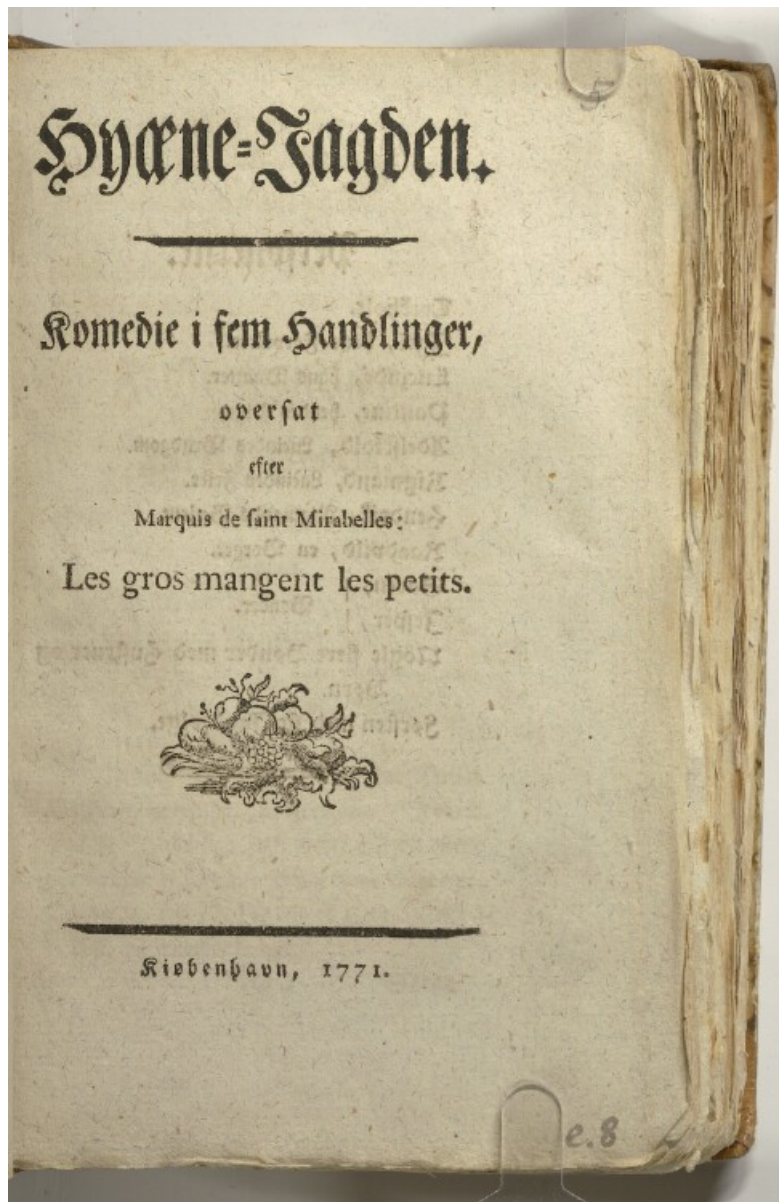 5
Hyæne-Jagden.
Komedie i fem Handlinger,
oversat
efter
Marquis de saint Mirabelles:
Les gros mangent les petits.
Kiøbenhavn, 1771.
e.8